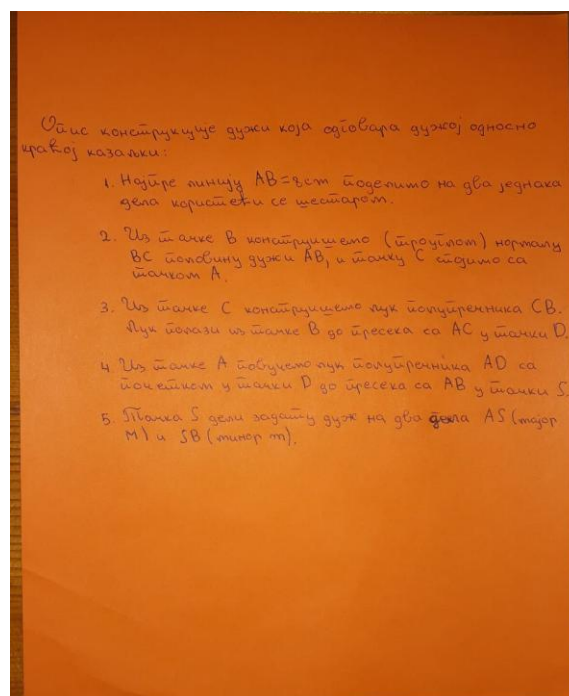 Опис конструкције дужи која одговара дужој односно
краћој казаљки:
1. Најпре линију AB=8cm поделимо на два једнака
дела користећи се шестаром.
2. Из тачке B конструишемо (троуглом) нормалу
BC половину дужи AB, и тачку C спојимо са
тачком A.
3. Из тачке C конструишемо лук полупречника CB.
Лук полази из тачке B до пресека са AC у тачки D.
4. Из тачке A повучемо лук полупречника AD са
почетком у тачки D до пресека са AB у тачки S.
5. Тачка S дели задату дуж на два дела AS (мајор
M) и SB (минор m).